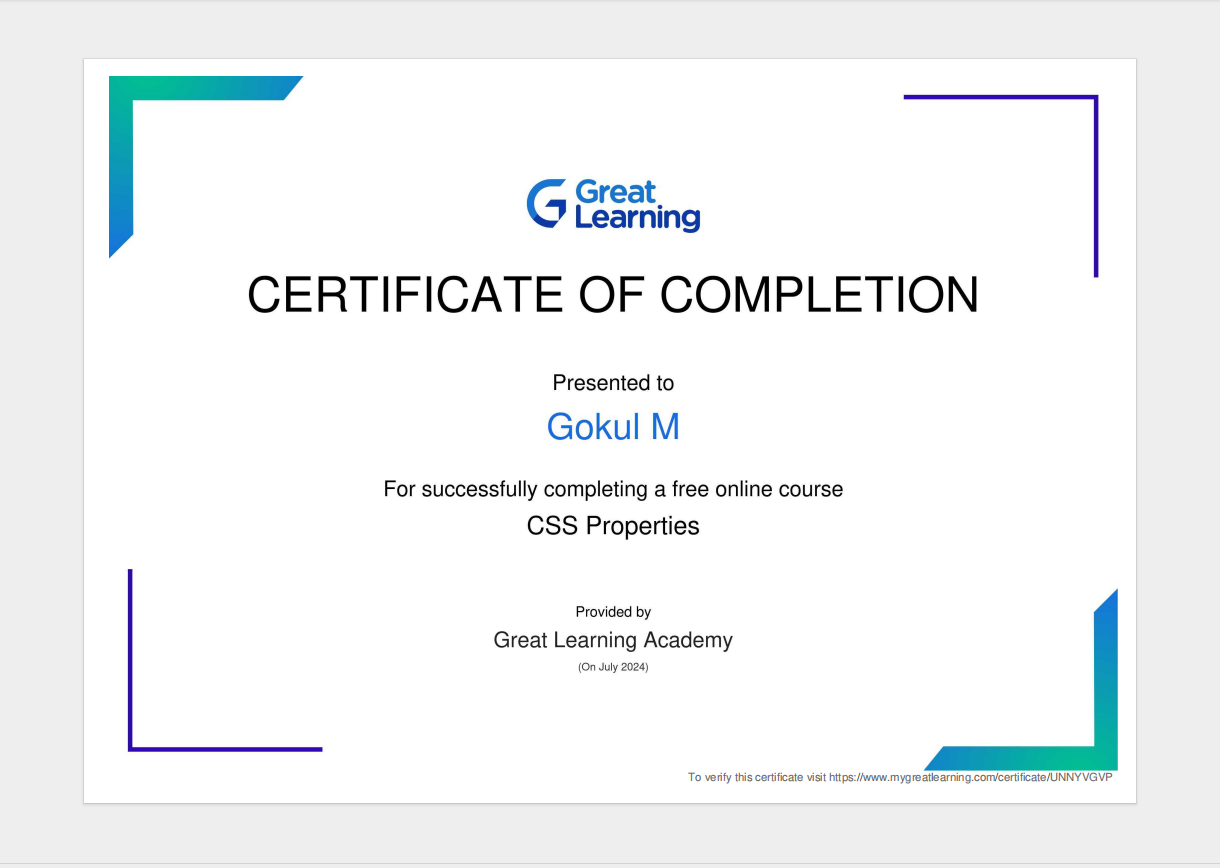 Great
Learning
CERTIFICATE OF COMPLETION
Presented to
Gokul M
For successfully completing a free online course
CSS Properties
Provided by
Great Learning Academy
(On July 2024)
To verify this certificate visit https://www.mygreatlearning.com/certificate/UNNYVGVP